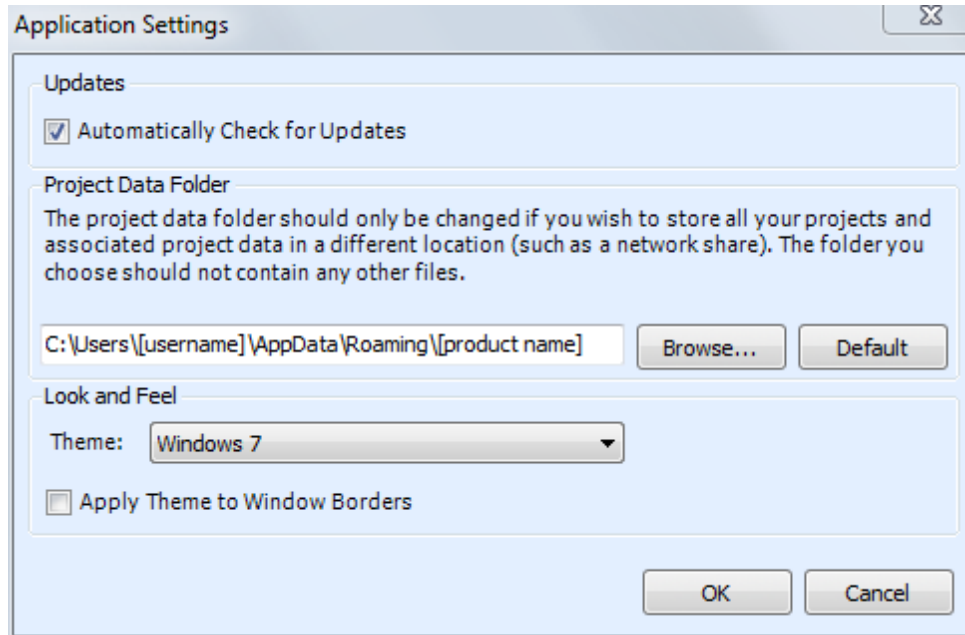 Application Settings
Updates
Automatically Check for Updates
Project Data Folder
The project data folder should only be changed if you wish to store all your projects and
associated project data in a different location (such as a network share). The folder you
choose should not contain any other files.
C:\Users\[username]\AppData\Roaming\[product name]
Browse...
Default
Look and Feel
Theme:
Windows 7
Apply Theme to Window Borders
OK
Cancel